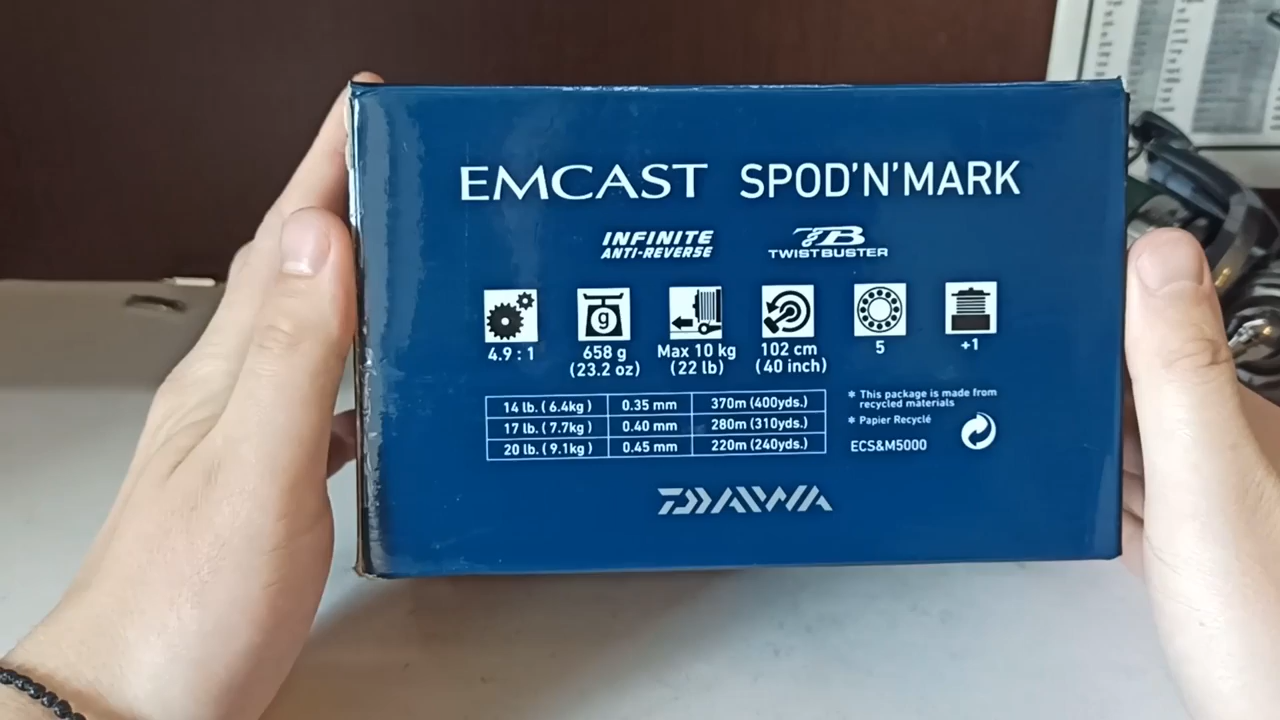 EMCAST SPOD'N'MARK
INFINITE
ANTI-REVERSE
TB
TWISTBUSTER
g
4.9 : 1
658 g
(23.2 oz)
Max 10 kg
(22 lb)
102 cm
(40 inch)
5
+1
14 lb. ( 6.4kg ) 0.35 mm 370m (400yds.)
17 lb. ( 7.7kg ) 0.40 mm 280m (310yds.)
20 lb. ( 9.1kg ) 0.45 mm 220m (240yds.)
* This package is made from
recycled materials
* Papier Recyclé
ECS&M5000
DAIWA